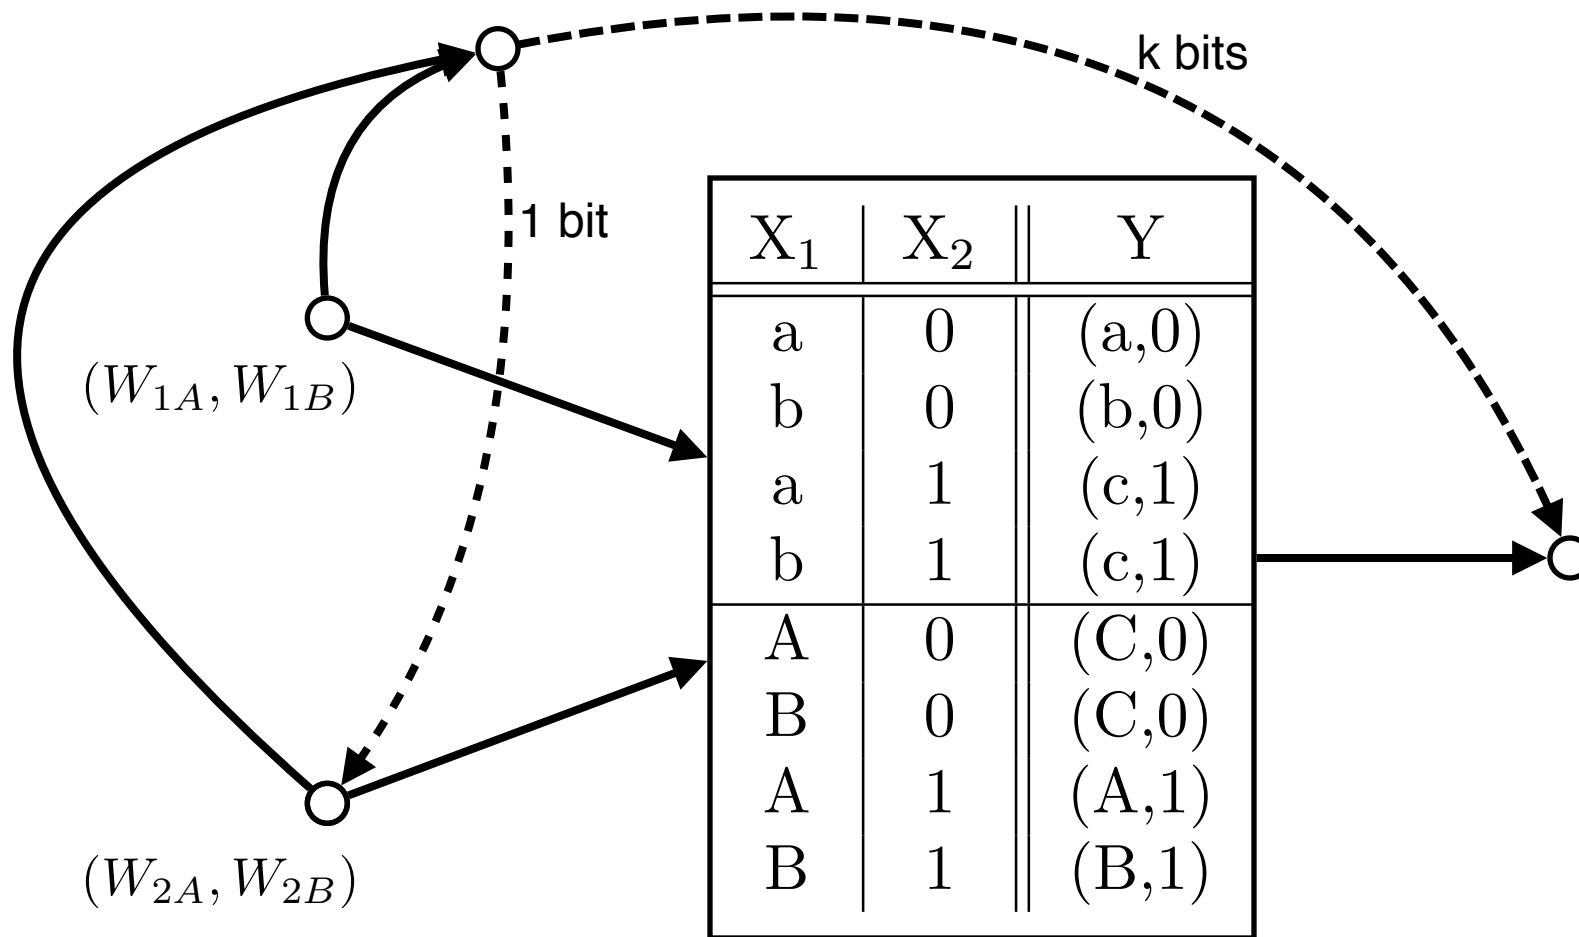 k bits
1 bit
X₁ X₂ Y
a 0 (a,0)
b 0 (b,0)
a 1 (c,1)
b 1 (c,1)
A 0 (C,0)
B 0 (C,0)
A 1 (A,1)
B 1 (B,1)
(W₁A, W₁B)
(W₂A, W₂B)